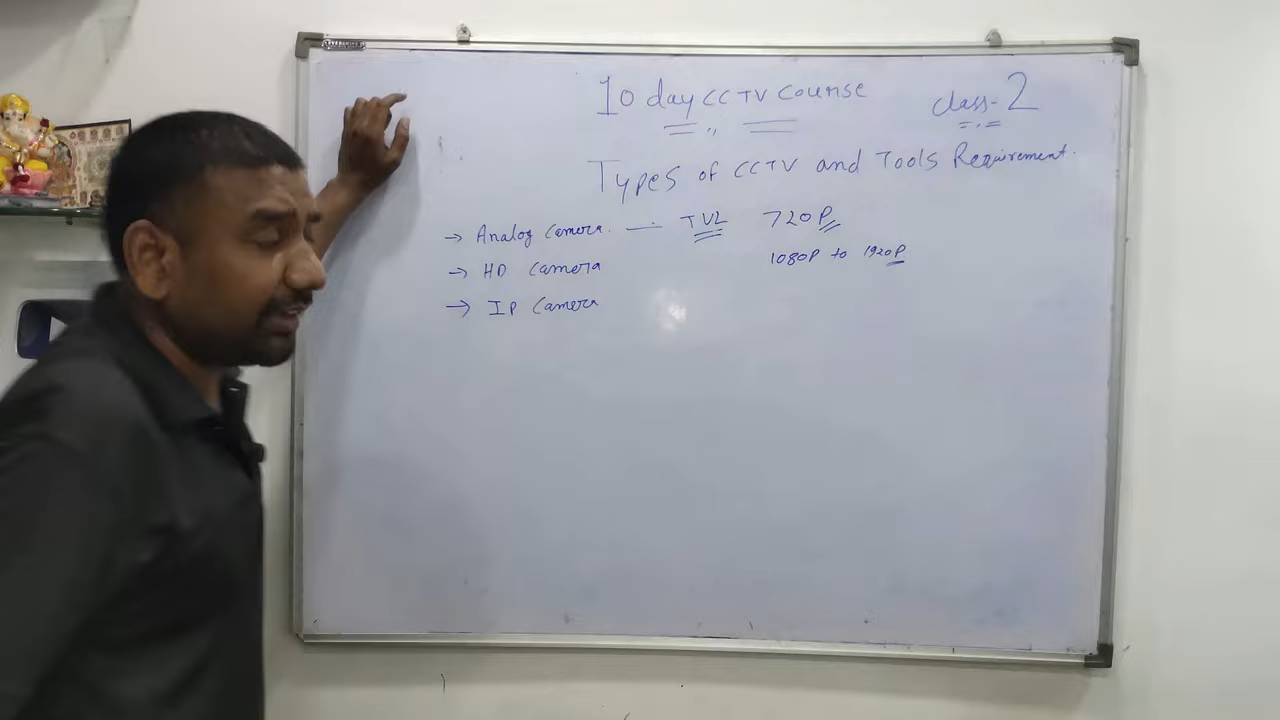 10 day CCTV Course Class-2
Types of CCTV and Tools Requirement.
→ Analog Camera. — TVL 720P
→ HD Camera 1080P to 1920P
→ IP Camera